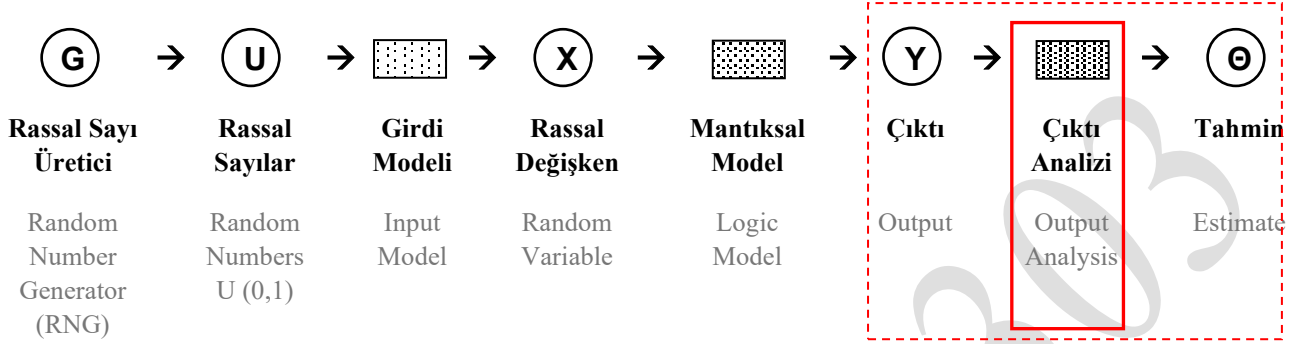 G → U → → X → → Y → → Θ
Rassal Sayı Rassal Girdi Rassal Mantıksal Çıktı Çıktı Tahmin
Üretici Sayılar Modeli Değişken Model Analizi
Random Random Input Random Logic Output Output Estimate
Number Numbers Model Variable Model Analysis
Generator U (0,1)
(RNG)
303